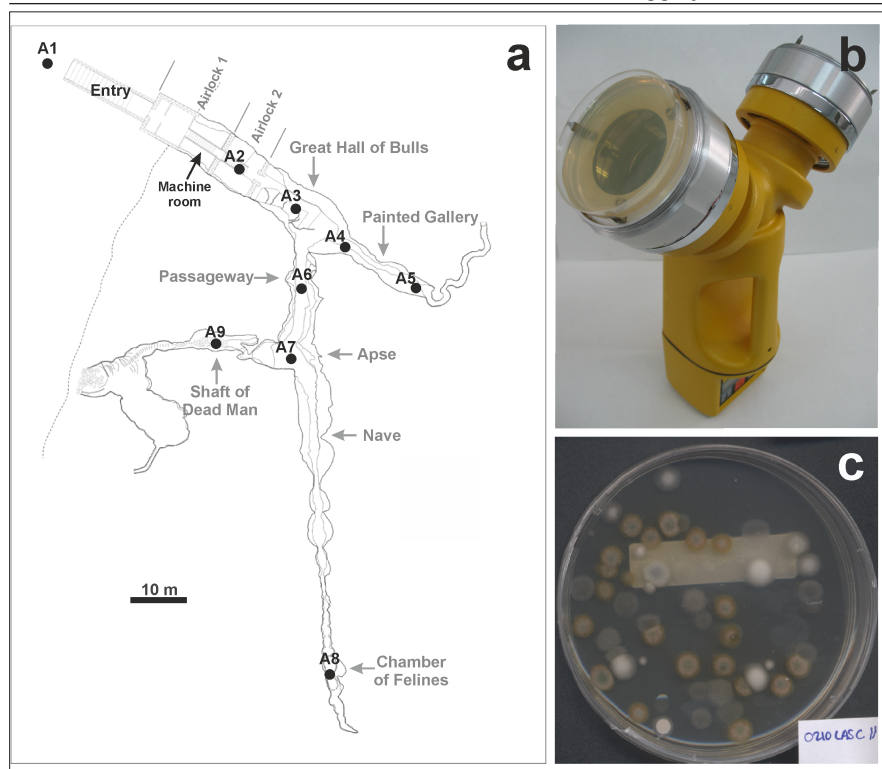 a
A1
Entry
Airlock 1
Airlock 2
A2
Machine
room
Great Hall of Bulls
A3
Painted Gallery
A4
A5
Passageway
A6
A9
A7
Apse
Shaft of
Dead Man
Nave
10 m
A8
Chamber
of Felines
b
c